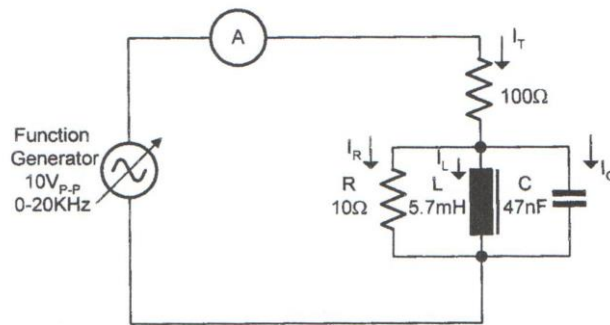 A
I_T
100Ω
Function
Generator
10V_P-P
0-20KHz
I_R
I_L
I_C
R
10Ω
L
5.7mH
C
47nF